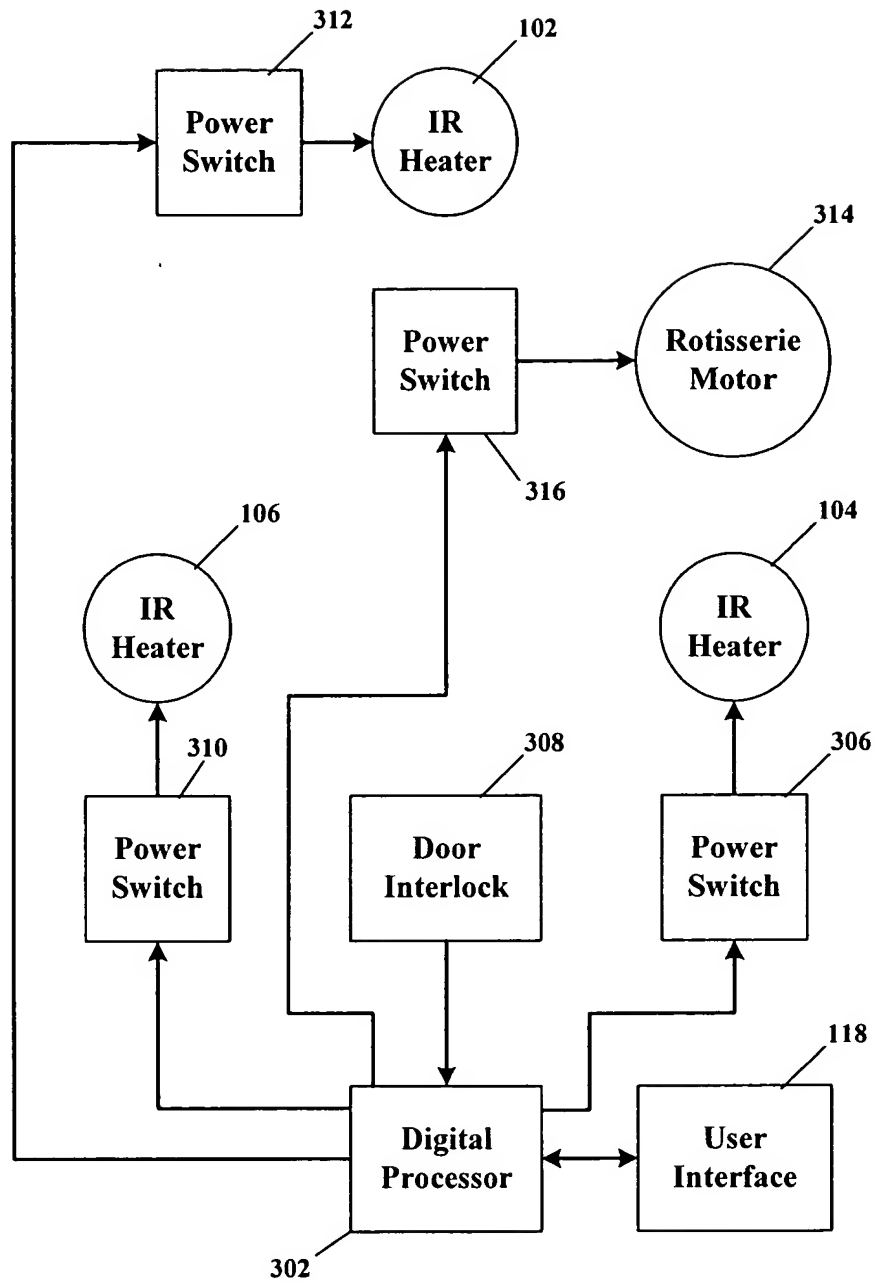 312
102
Power
Switch
IR
Heater
314
Power
Switch
Rotisserie
Motor
316
106
104
IR
Heater
IR
Heater
310
308
306
Power
Switch
Door
Interlock
Power
Switch
118
Digital
Processor
User
Interface
302